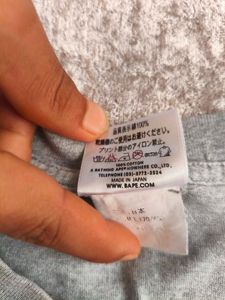 品質表示綿100%
乾燥機のご使用はお避けください。
プリント部分のアイロン禁止。
100% COTTON
A BATHING APE®/NOWHERE CO.,LTD.
TELEPHONE (03)-5772-2524
MADE IN JAPAN
WWW.BAPE.COM
日本